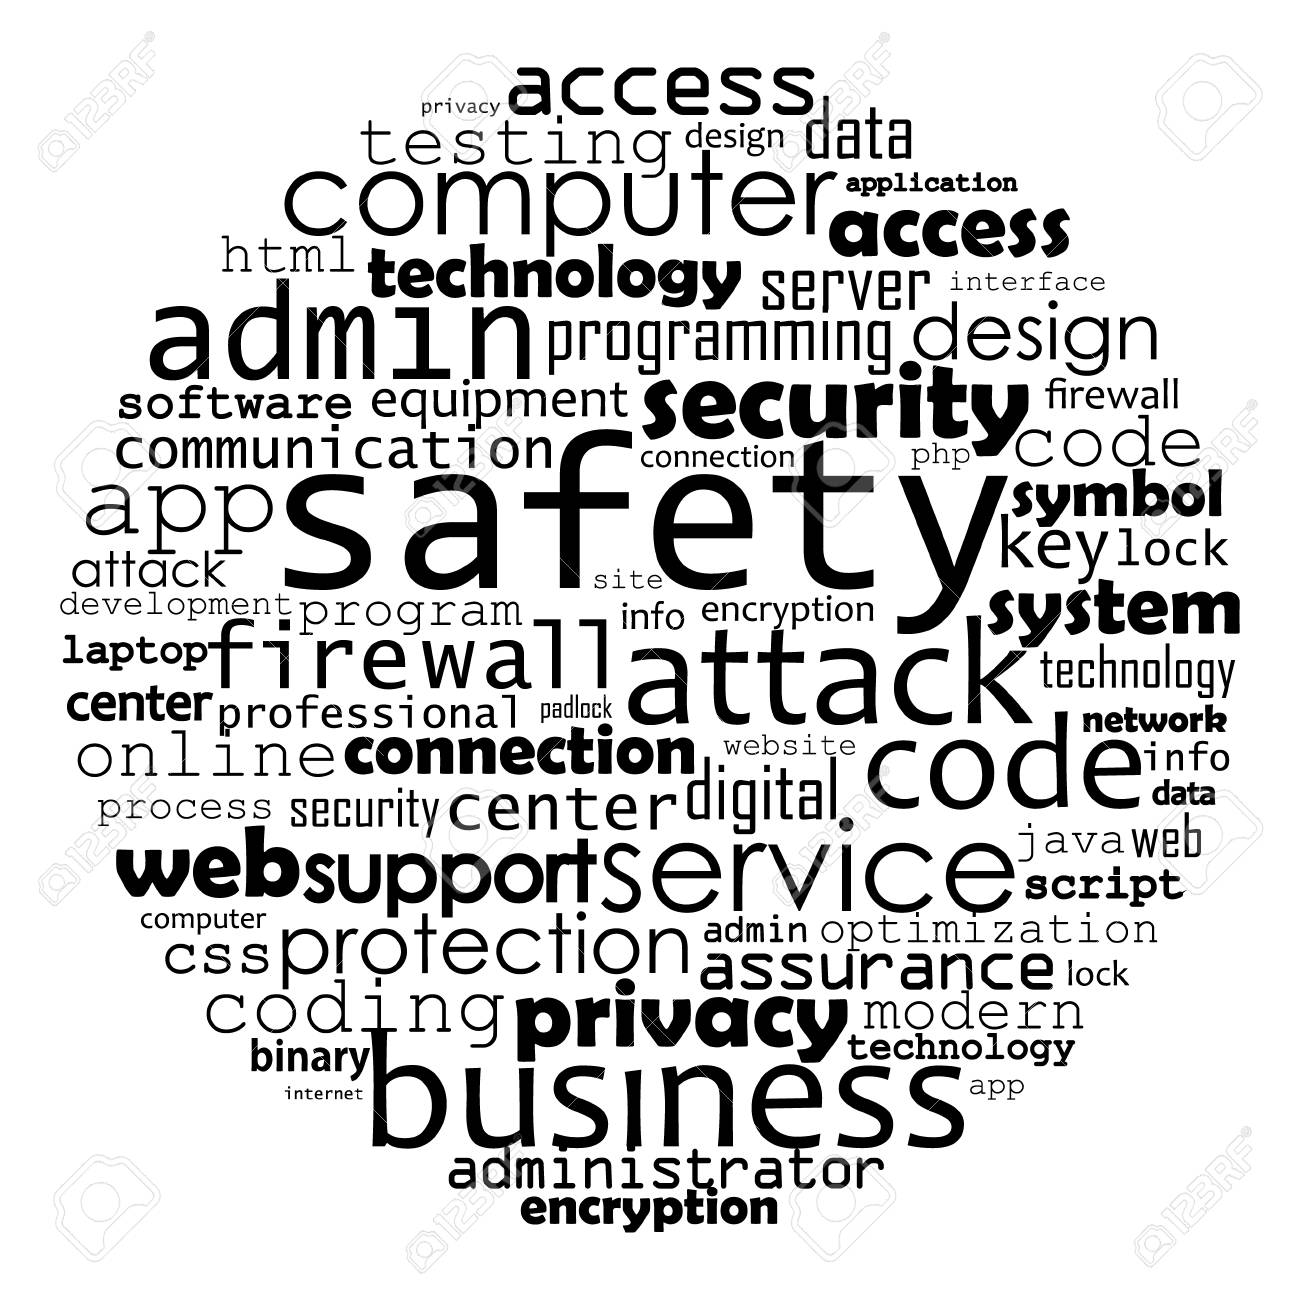 access
privacy
testing design data
computer application
access
html technology server interface
admin programming design
software equipment security firewall
communication connection php code
app safety symbol
key lock
attack site
development program info encryption system
laptop firewall attack technology
center professional padlock network
online connection website code info
process security center digital data
web support service java web
script
computer
css protection admin optimization
assurance lock
coding privacy modern
binary technology
internet business app
administrator
encryption
123RF